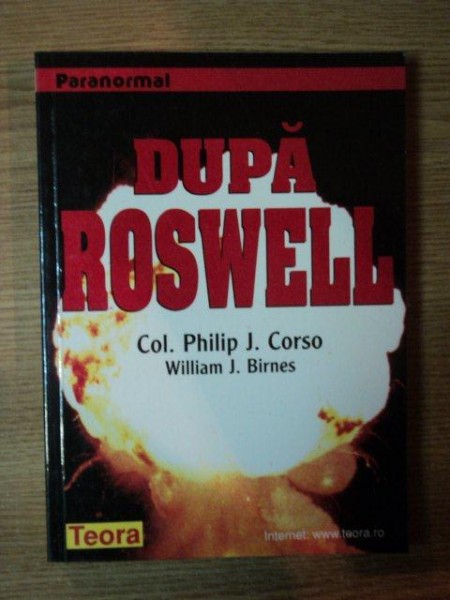 Paranormal
DUPĂ
ROSWELL
Col. Philip J. Corso
William J. Birnes
Teora
Internet: www.teora.ro